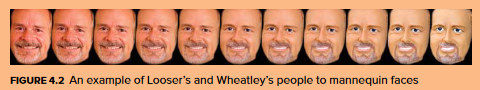 FIGURE 4.2 An example of Looser's and Wheatley's people to mannequin faces